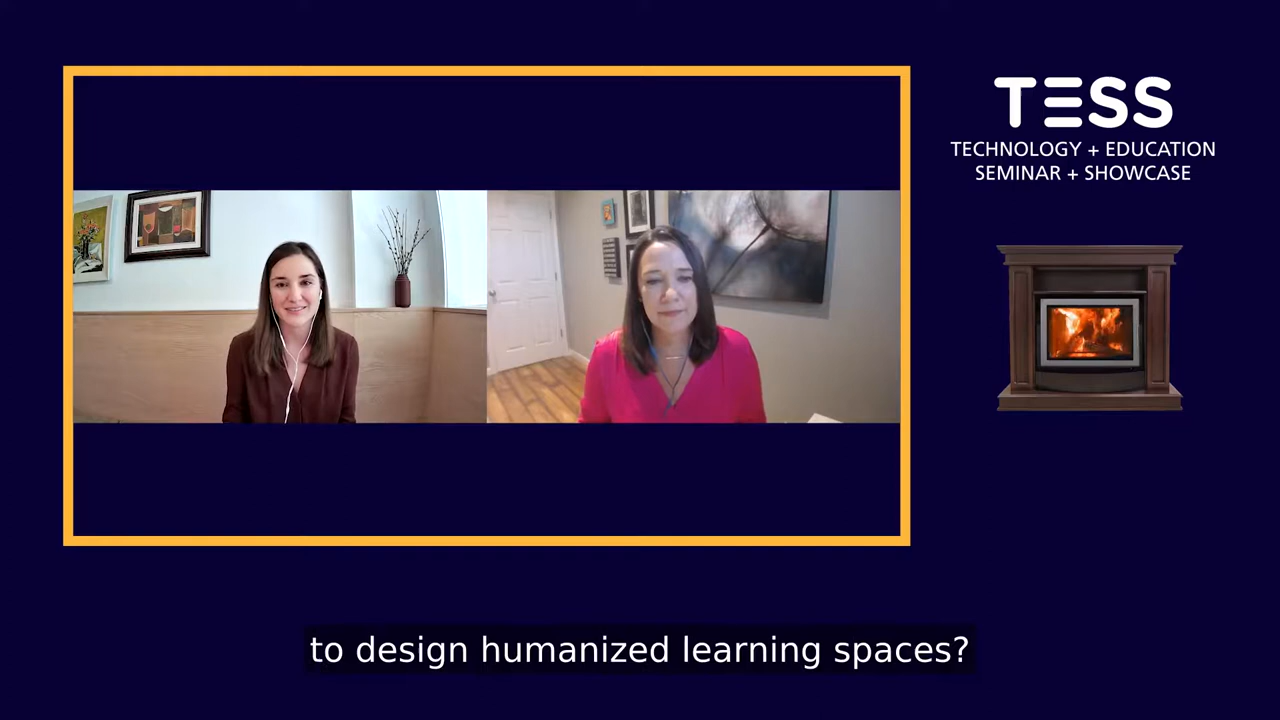 TESS
TECHNOLOGY + EDUCATION
SEMINAR + SHOWCASE
to design humanized learning spaces?